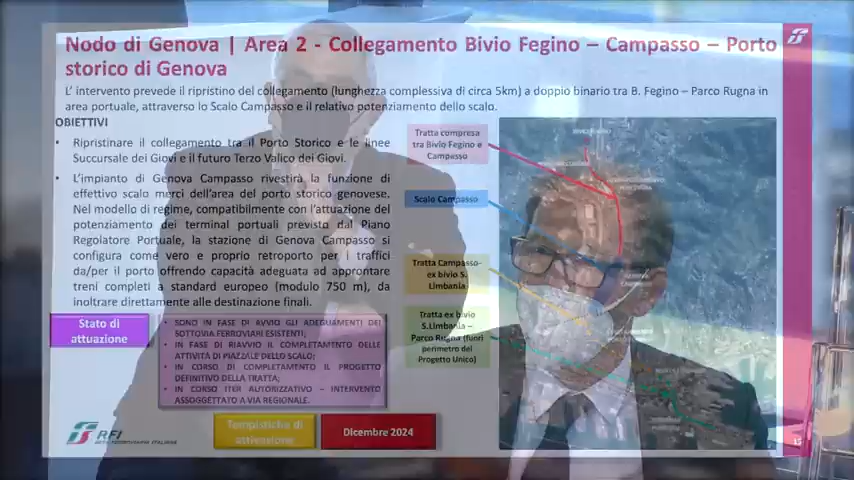 Nodo di Genova | Area 2 - Collegamento Bivio Fegino – Campasso – Porto
storico di Genova
L' intervento prevede il ripristino del collegamento (lunghezza complessiva di circa 5km) a doppio binario tra B. Fegino – Parco Rugna in
area portuale, attraverso lo Scalo Campasso e il relativo potenziamento dello scalo.
OBIETTIVI
• Ripristinare il collegamento tra il Porto Storico e le linee
Succursale dei Giovi e il futuro Terzo Valico dei Giovi.
• L'impianto di Genova Campasso rivestirà la funzione di
effettivo scalo merci dell'area del porto storico genovese.
Nel modello di regime, compatibilmente con l'attuazione del
potenziamento dei terminal portuali previsto dal Piano
Regolatore Portuale, la stazione di Genova Campasso si
configura come vero e proprio retroporto per i traffici
da/per il porto offrendo capacità adeguata ad approntare
treni completi a standard europeo (modulo 750 m), da
inoltrare direttamente alle destinazione finali.
Tratta compresa
tra Bivio Fegino e
Campasso
Scalo Campasso
Tratta Campasso-
ex bivio S.
Limbania
Tratta ex bivio
S.Limbania –
Parco Rugna (fuori
perimetro del
Progetto Unico)
Stato di
attuazione
• SONO IN FASE DI AVVIO GLI ADEGUAMENTI DEI
SOTTOVIA FERROVIARI ESISTENTI;
• IN FASE DI RIAVVIO IL COMPLETAMENTO DELLE
ATTIVITÀ DI PIAZZALE DELLO SCALO;
• IN CORSO DI COMPLETAMENTO IL PROGETTO
DEFINITIVO DELLA TRATTA;
• IN CORSO ITER AUTORIZZATIVO – INTERVENTO
ASSOGGETTATO A VIA REGIONALE.
Tempistiche di
attivazione
Dicembre 2024
RFI
RETE FERROVIARIA ITALIANA
15